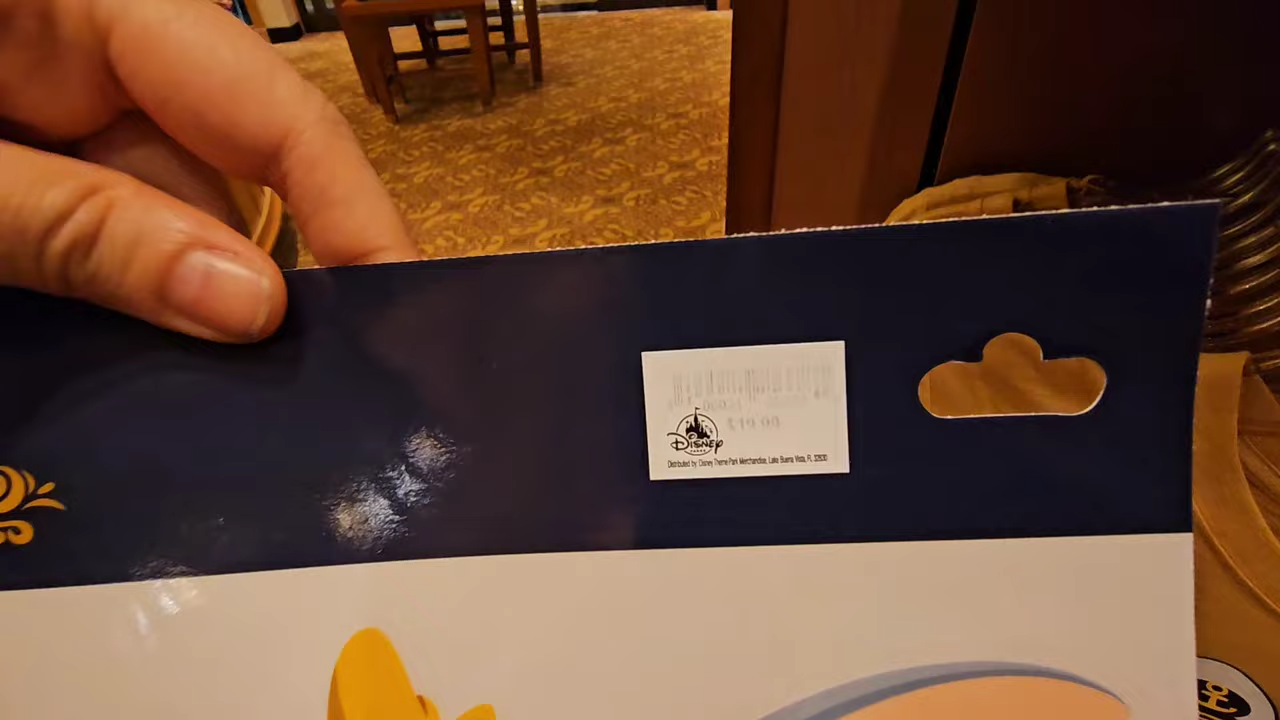 $19.99
Disney
PARKS
Distributed by: Disney Theme Park Merchandise, Lake Buena Vista, FL 32830